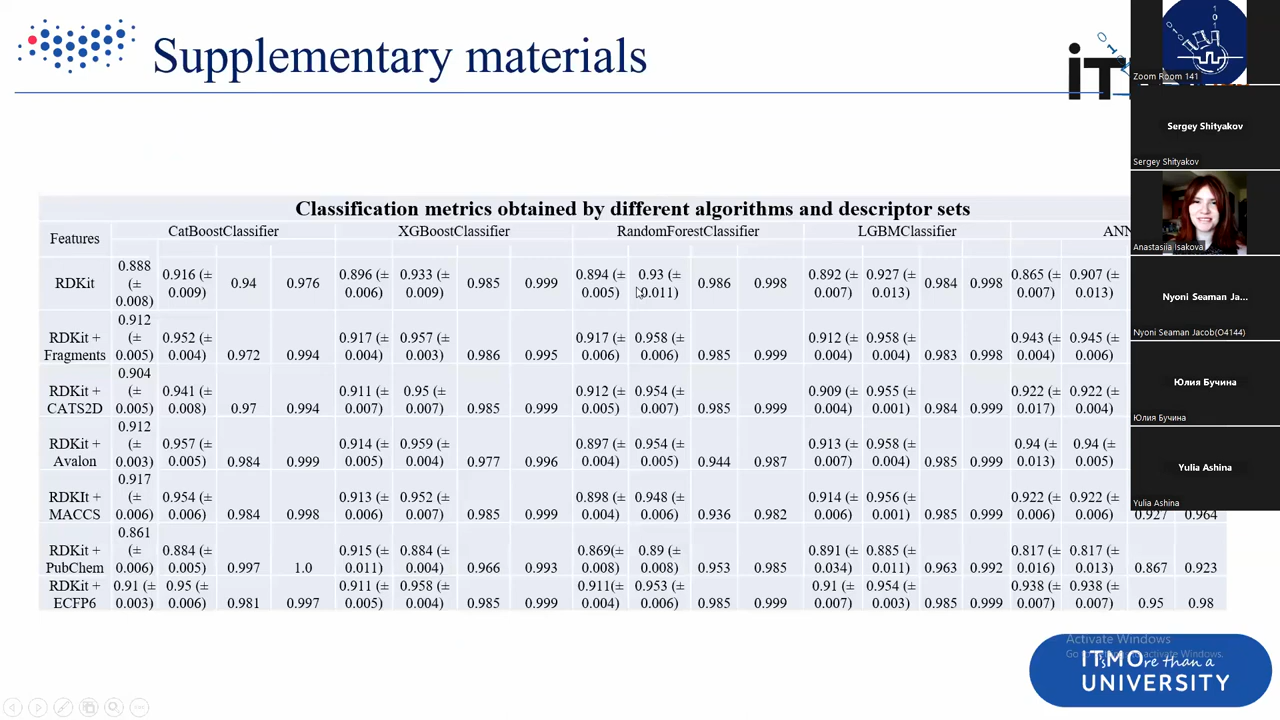 Supplementary materials
iT
Zoom Room 141
Sergey Shityakov
Sergey Shityakov
Anastasiia Isakova
Nyoni Seaman Ja...
Nyoni Seaman Jacob(O4144)
Юлия Бучина
Юлия Бучина
Yulia Ashina
Yulia Ashina
Classification metrics obtained by different algorithms and descriptor sets
Features CatBoostClassifier XGBoostClassifier RandomForestClassifier LGBMClassifier ANN
RDKit 0.888 (± 0.008) 0.916 (± 0.009) 0.94 0.976 0.896 (± 0.006) 0.933 (± 0.009) 0.985 0.999 0.894 (± 0.005) 0.93 (± 0.011) 0.986 0.998 0.892 (± 0.007) 0.927 (± 0.013) 0.984 0.998 0.865 (± 0.007) 0.907 (± 0.013)
RDKit + Fragments 0.912 (± 0.005) 0.952 (± 0.004) 0.972 0.994 0.917 (± 0.004) 0.957 (± 0.003) 0.986 0.995 0.917 (± 0.006) 0.958 (± 0.006) 0.985 0.999 0.912 (± 0.004) 0.958 (± 0.004) 0.983 0.998 0.943 (± 0.004) 0.945 (± 0.006)
RDKit + CATS2D 0.904 (± 0.005) 0.941 (± 0.008) 0.97 0.994 0.911 (± 0.007) 0.95 (± 0.007) 0.985 0.999 0.912 (± 0.005) 0.954 (± 0.007) 0.985 0.999 0.909 (± 0.004) 0.955 (± 0.001) 0.984 0.999 0.922 (± 0.017) 0.922 (± 0.004)
RDKit + Avalon 0.912 (± 0.003) 0.957 (± 0.005) 0.984 0.999 0.914 (± 0.005) 0.959 (± 0.004) 0.977 0.996 0.897 (± 0.004) 0.954 (± 0.005) 0.944 0.987 0.913 (± 0.007) 0.958 (± 0.004) 0.985 0.999 0.94 (± 0.013) 0.94 (± 0.005)
RDKIt + MACCS 0.917 (± 0.006) 0.954 (± 0.006) 0.984 0.998 0.913 (± 0.006) 0.952 (± 0.007) 0.985 0.999 0.898 (± 0.006) 0.948 (± 0.006) 0.936 0.982 0.914 (± 0.006) 0.956 (± 0.001) 0.985 0.999 0.922 (± 0.006) 0.922 (± 0.006) 0.927 0.964
RDKit + PubChem 0.861 (± 0.006) 0.884 (± 0.005) 0.997 1.0 0.915 (± 0.011) 0.884 (± 0.004) 0.966 0.993 0.869(± 0.008) 0.89 (± 0.008) 0.953 0.985 0.891 (± 0.034) 0.885 (± 0.011) 0.963 0.992 0.817 (± 0.016) 0.817 (± 0.013) 0.867 0.923
RDKit + ECFP6 0.91 (± 0.003) 0.95 (± 0.006) 0.981 0.997 0.911 (± 0.005) 0.958 (± 0.004) 0.985 0.999 0.911(± 0.004) 0.953 (± 0.006) 0.985 0.999 0.91 (± 0.007) 0.954 (± 0.003) 0.985 0.999 0.938 (± 0.007) 0.938 (± 0.007) 0.95 0.98
Activate Windows
IT's MOre than a
UNIVERSITY